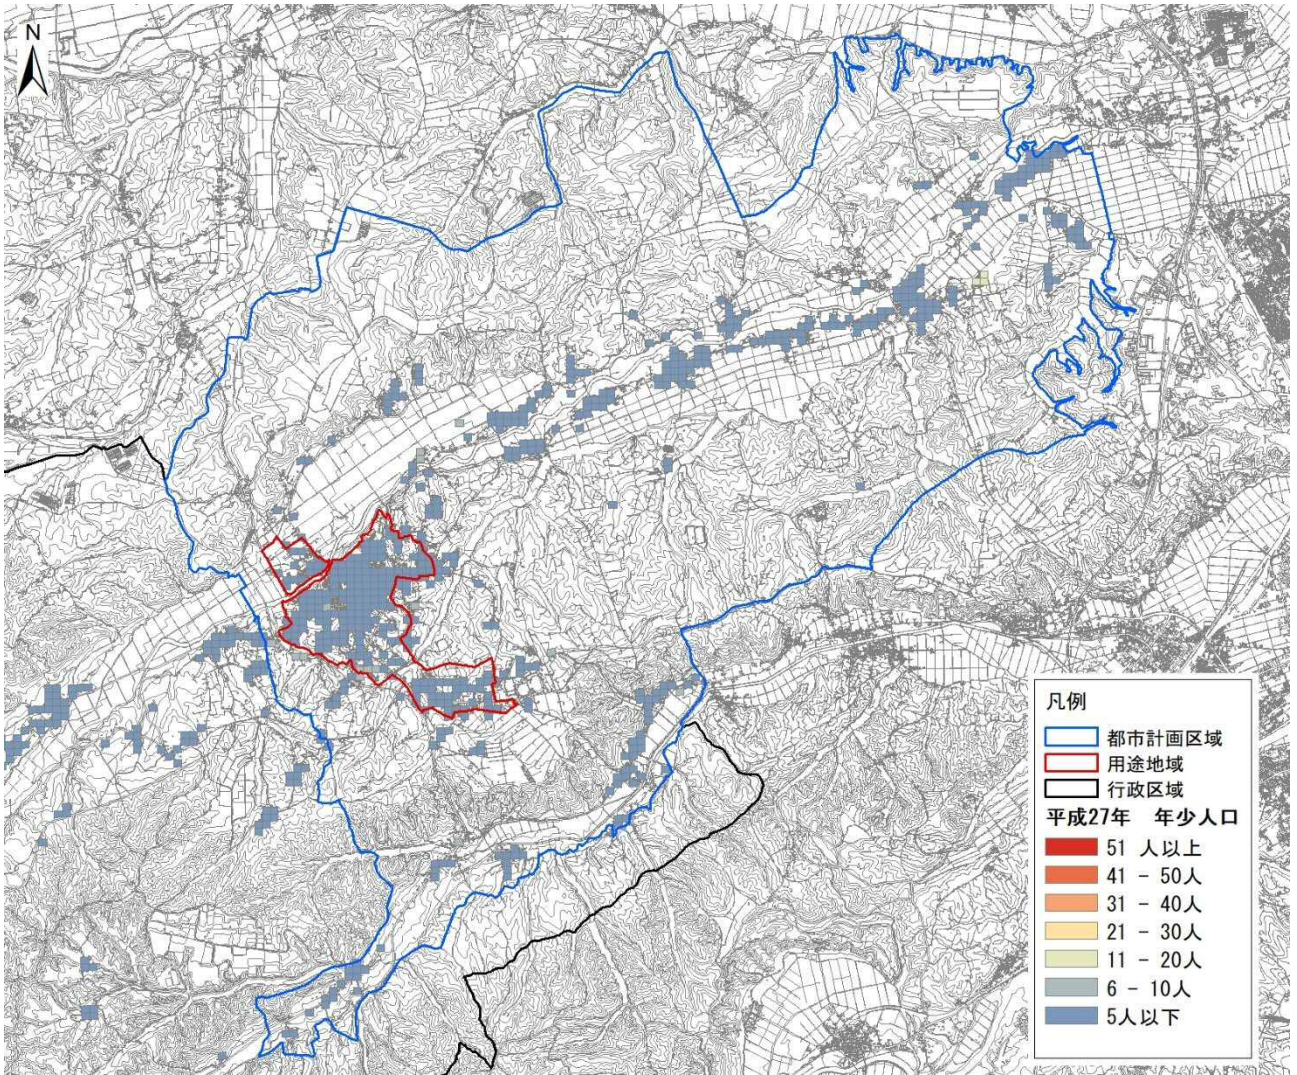 N
凡例
都市計画区域
用途地域
行政区域
平成27年 年少人口
51 人以上
41 - 50人
31 - 40人
21 - 30人
11 - 20人
6 - 10人
5人以下